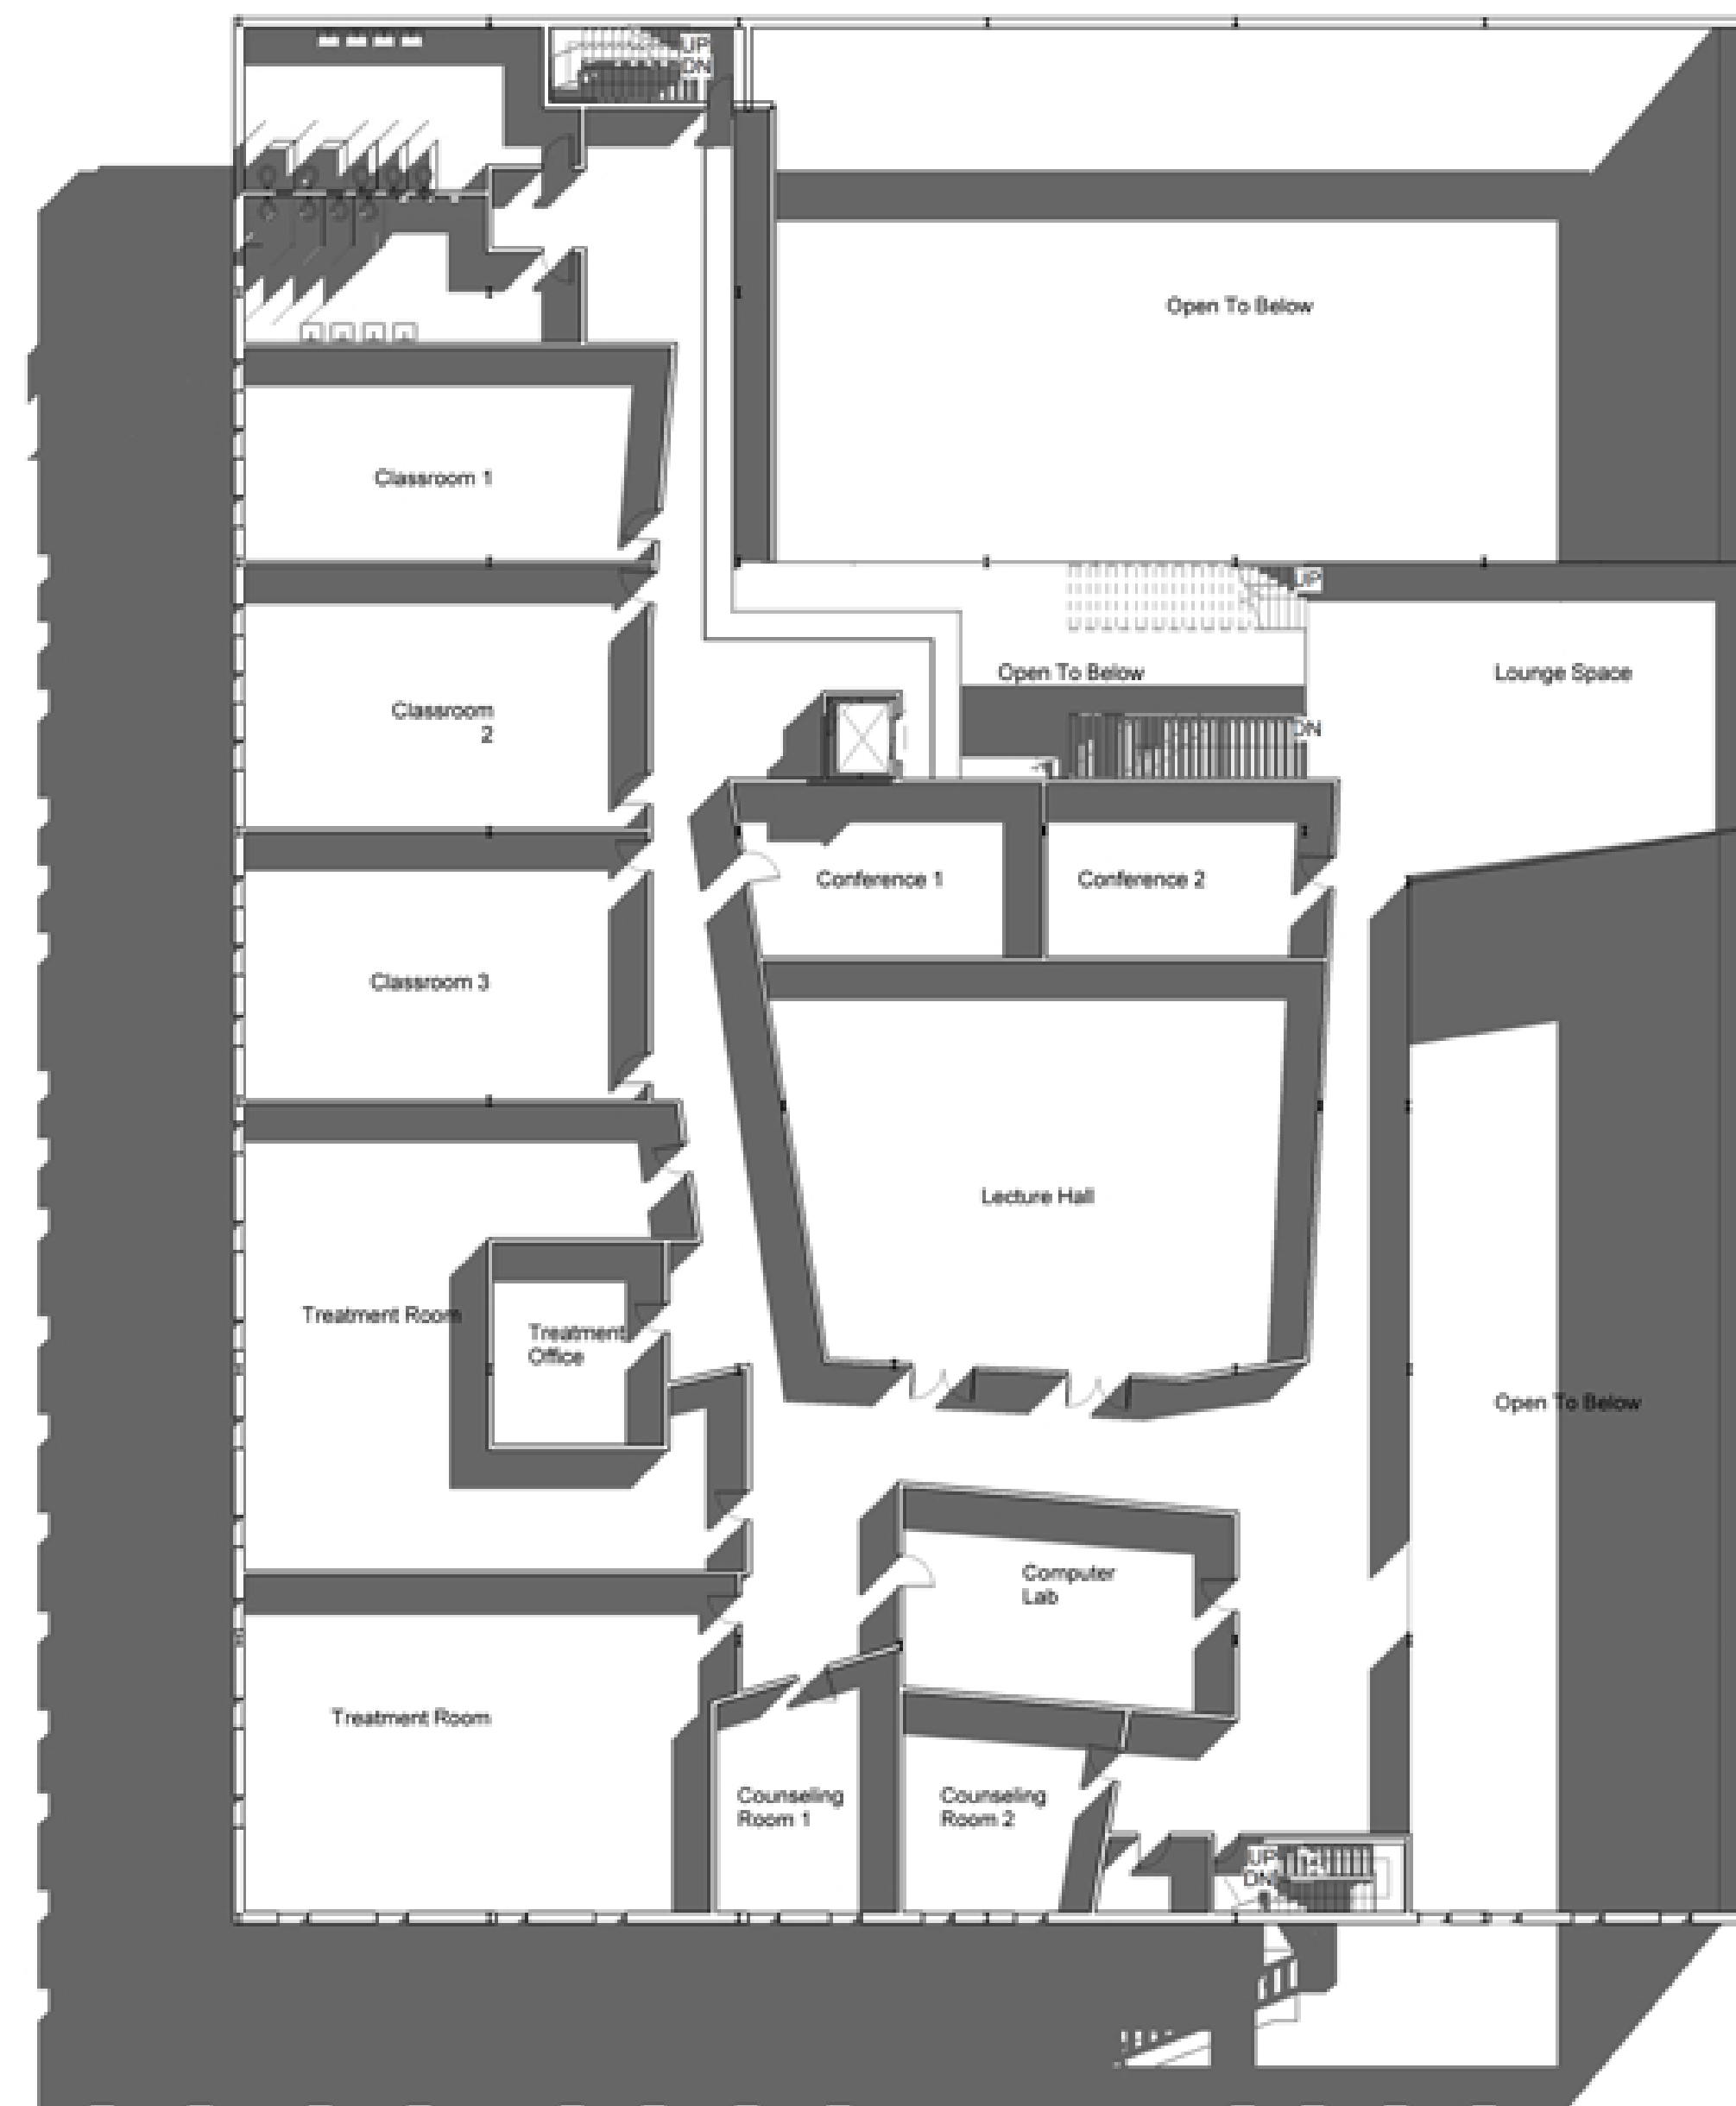 UP
DN
Open To Below
Classroom 1
UP
Open To Below
Lounge Space
Classroom
2
DN
Conference 1
Conference 2
Classroom 3
Lecture Hall
Treatment Room
Treatment
Office
Open To Below
Computer
Lab
Treatment Room
Counseling
Room 1
Counseling
Room 2
UP
DN